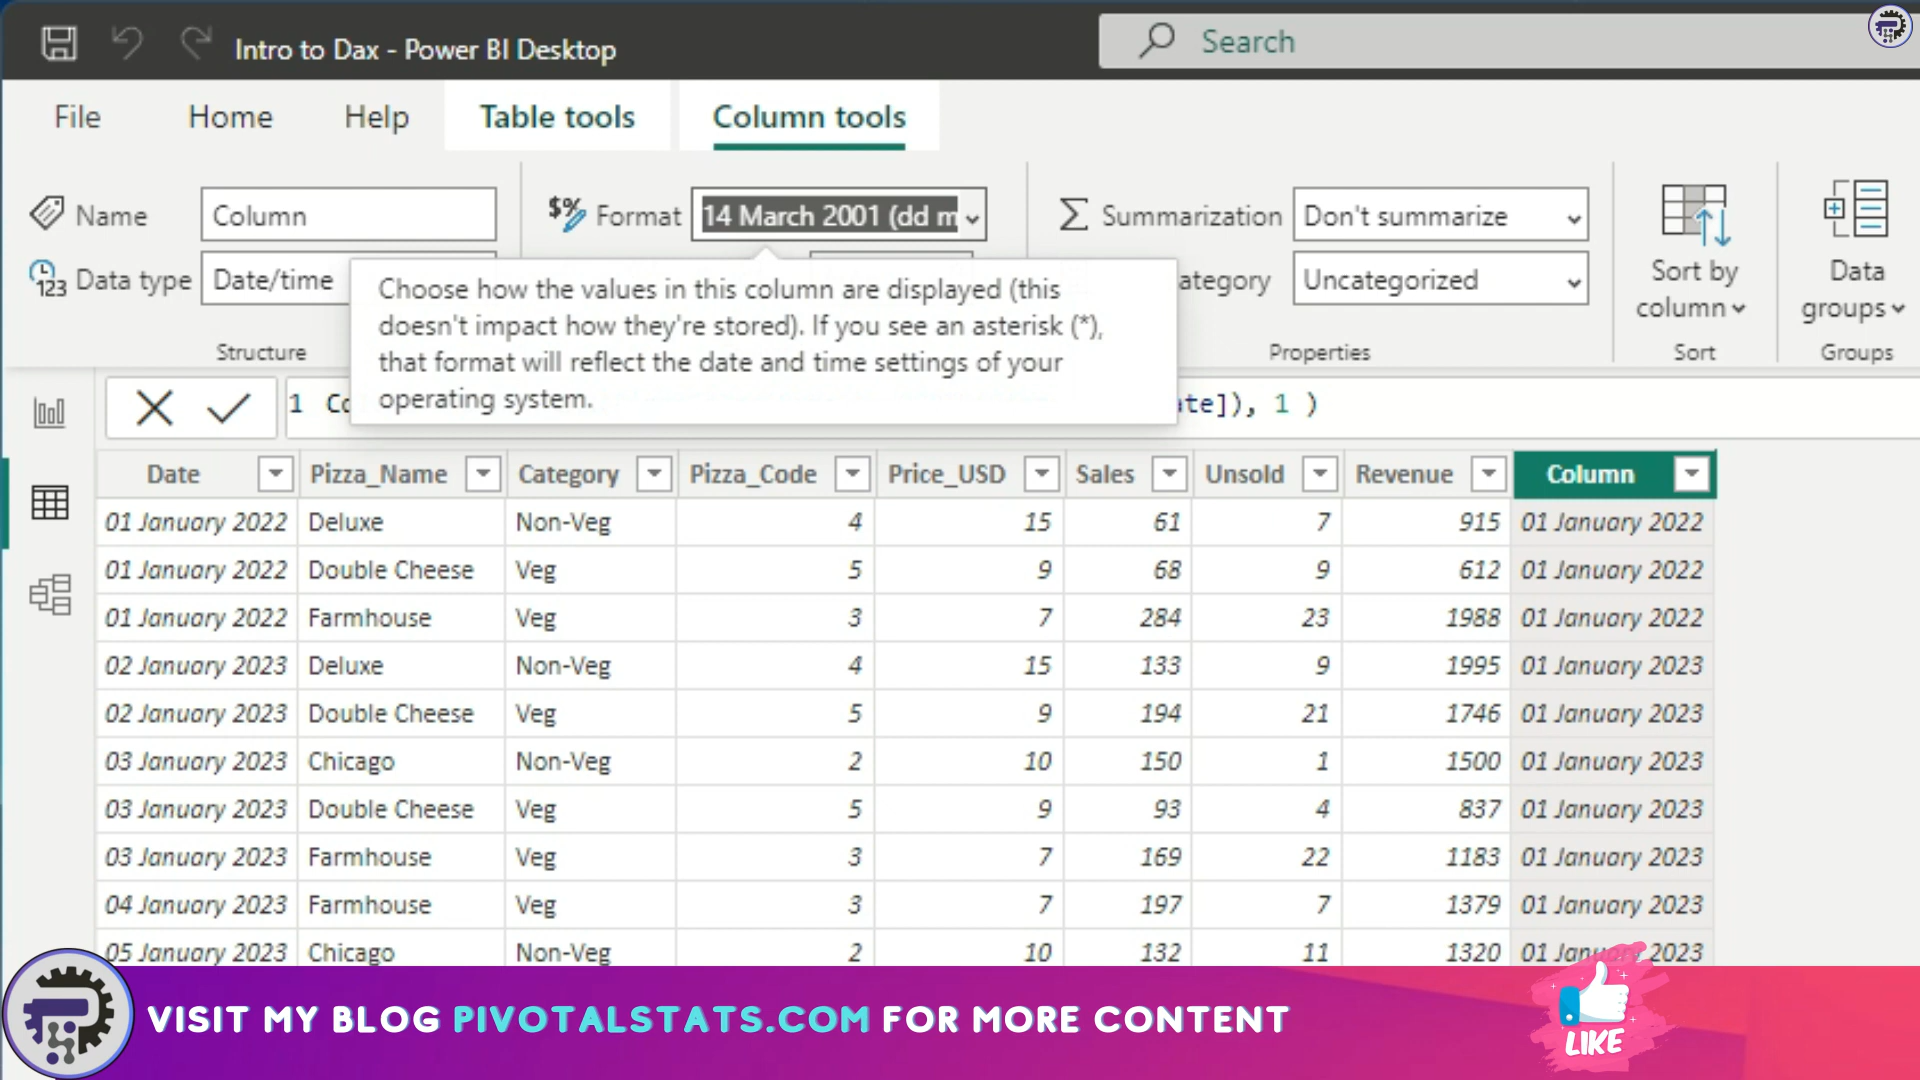 Intro to Dax - Power BI Desktop
Search
File Home Help Table tools Column tools
Name Column $% Format 14 March 2001 (dd m Summarization Don't summarize
Data type Date/time ategory Uncategorized
Sort by column
Data groups
Structure Properties Sort Groups
Choose how the values in this column are displayed (this
doesn't impact how they're stored). If you see an asterisk (*),
that format will reflect the date and time settings of your
operating system.
1 Co ate]), 1 )
Date Pizza_Name Category Pizza_Code Price_USD Sales Unsold Revenue Column
01 January 2022 Deluxe Non-Veg 4 15 61 7 915 01 January 2022
01 January 2022 Double Cheese Veg 5 9 68 9 612 01 January 2022
01 January 2022 Farmhouse Veg 3 7 284 23 1988 01 January 2022
02 January 2023 Deluxe Non-Veg 4 15 133 9 1995 01 January 2023
02 January 2023 Double Cheese Veg 5 9 194 21 1746 01 January 2023
03 January 2023 Chicago Non-Veg 2 10 150 1 1500 01 January 2023
03 January 2023 Double Cheese Veg 5 9 93 4 837 01 January 2023
03 January 2023 Farmhouse Veg 3 7 169 22 1183 01 January 2023
04 January 2023 Farmhouse Veg 3 7 197 7 1379 01 January 2023
05 January 2023 Chicago Non-Veg 2 10 132 11 1320 01 January 2023
VISIT MY BLOG PIVOTALSTATS.COM FOR MORE CONTENT
LIKE